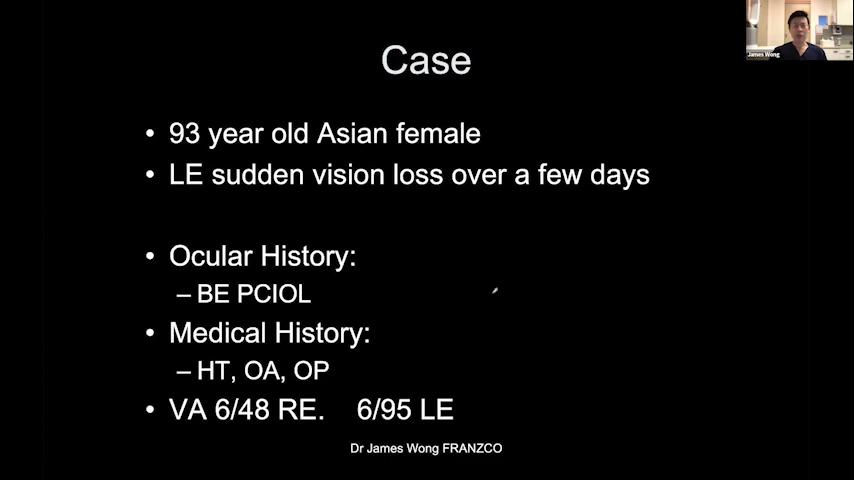 James Wong
Case
• 93 year old Asian female
• LE sudden vision loss over a few days
• Ocular History:
– BE PCIOL
• Medical History:
– HT, OA, OP
• VA 6/48 RE. 6/95 LE
Dr James Wong FRANZCO